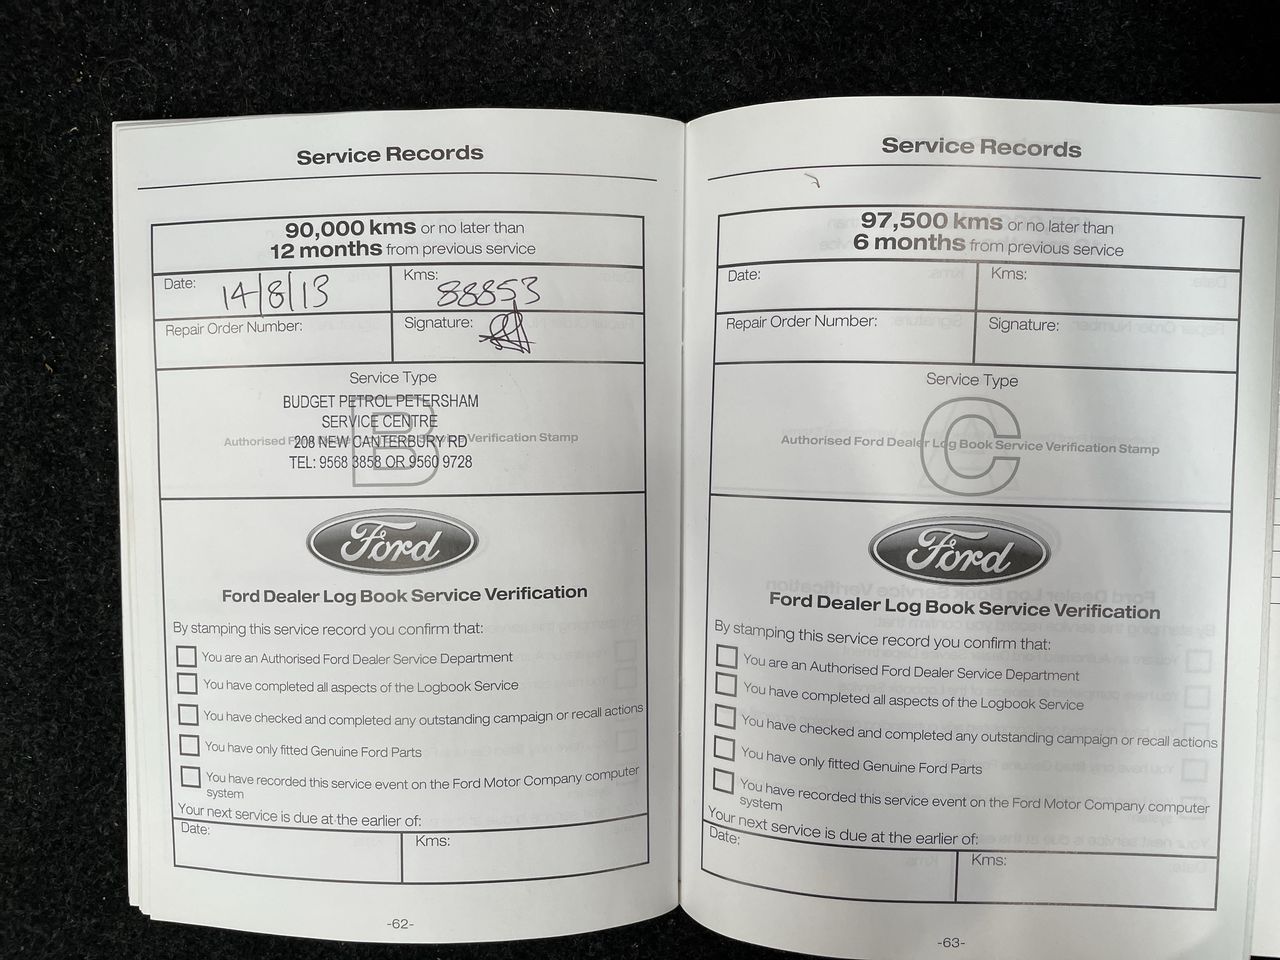 Service Records
90,000 kms or no later than
12 months from previous service
Date: 14/8/13
Kms: 88853
Repair Order Number:
Signature:
Service Type
B
BUDGET PETROL PETERSHAM
SERVICE CENTRE
208 NEW CANTERBURY RD
Authorised Service Verification Stamp
TEL: 9568 3858 OR 9560 9728
Ford
Ford Dealer Log Book Service Verification
By stamping this service record you confirm that:
You are an Authorised Ford Dealer Service Department
You have completed all aspects of the Logbook Service
You have checked and completed any outstanding campaign or recall actions
You have only fitted Genuine Ford Parts
You have recorded this service event on the Ford Motor Company computer
system
Your next service is due at the earlier of:
Date:
Kms:
-62-
Service Records
97,500 kms or no later than
6 months from previous service
Date:
Kms:
Repair Order Number:
Signature:
Service Type
C
Authorised Ford Dealer Log Book Service Verification Stamp
Ford
Ford Dealer Log Book Service Verification
By stamping this service record you confirm that:
You are an Authorised Ford Dealer Service Department
You have completed all aspects of the Logbook Service
You have checked and completed any outstanding campaign or recall actions
You have only fitted Genuine Ford Parts
You have recorded this service event on the Ford Motor Company computer
system
Your next service is due at the earlier of:
Date:
Kms:
-63-